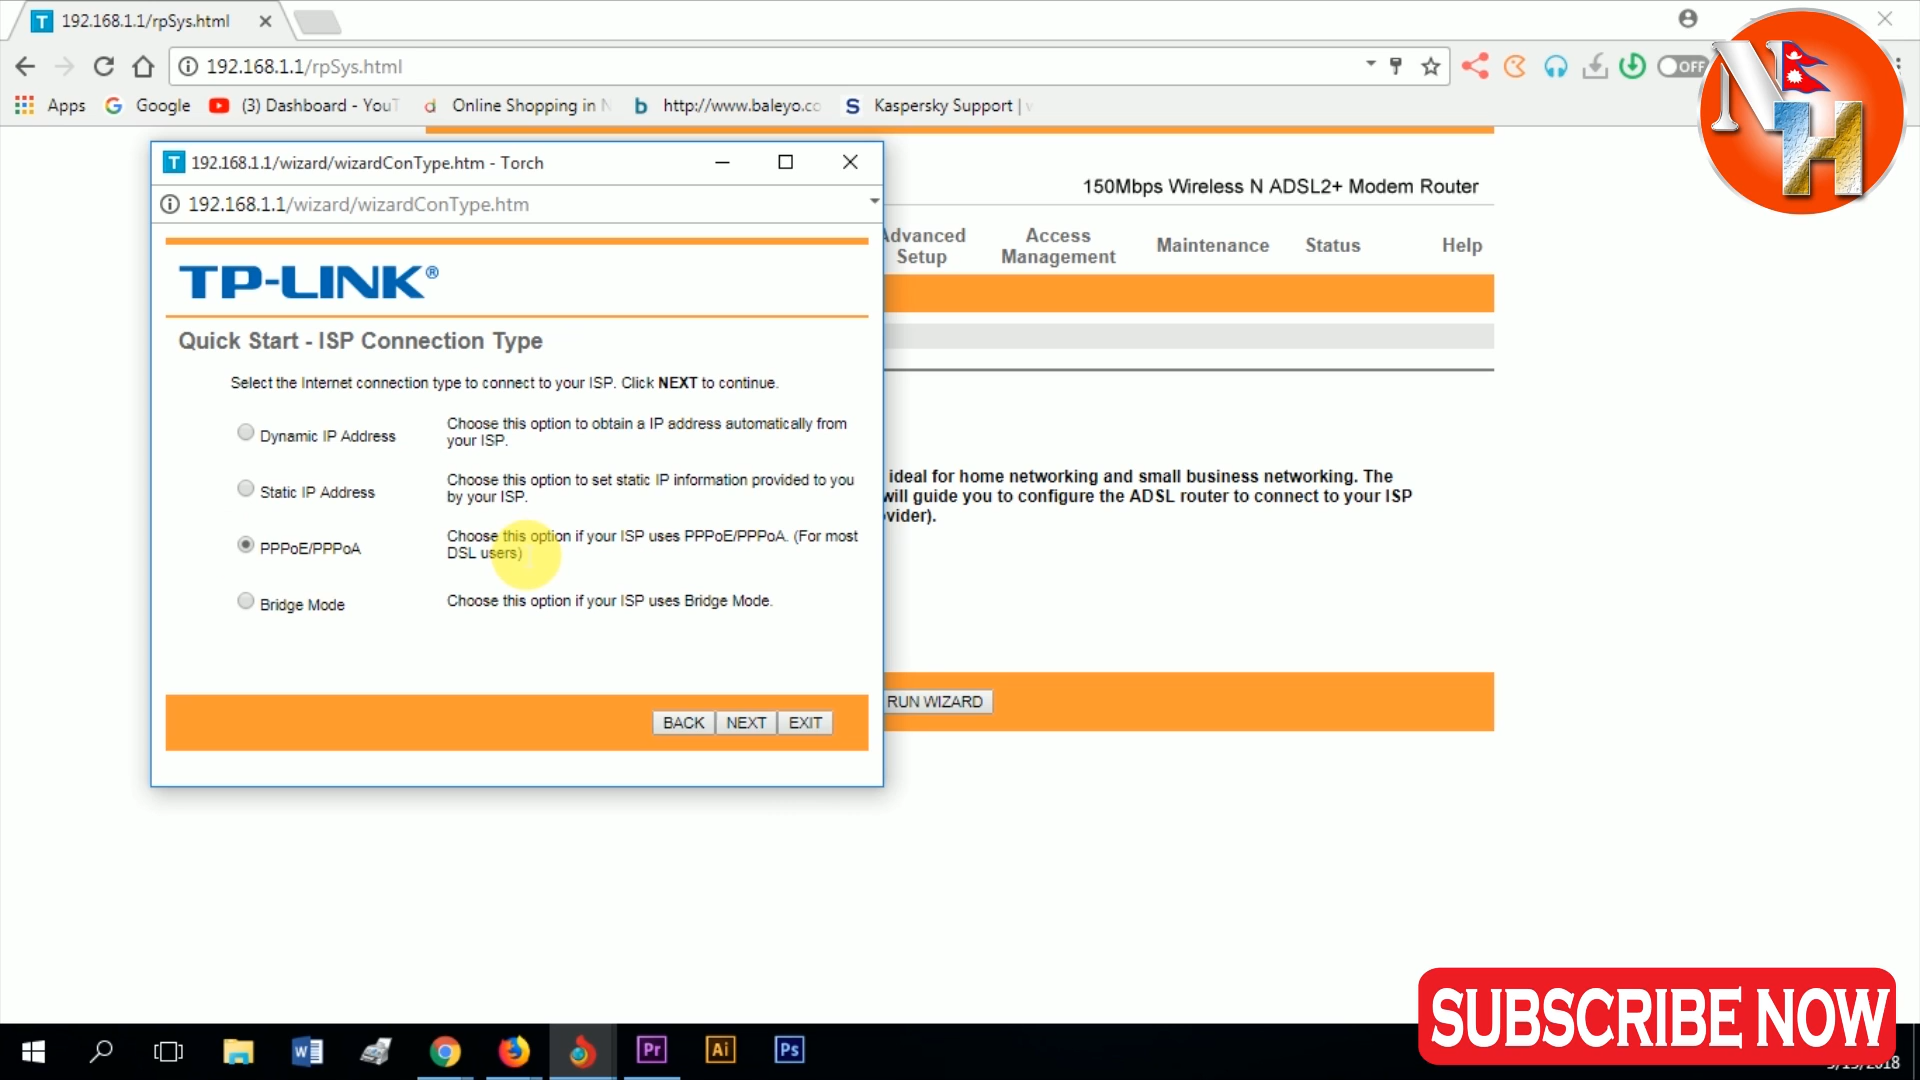 192.168.1.1/rpSys.html
192.168.1.1/rpSys.html
OFF
Apps
Google
(3) Dashboard - YouT
Online Shopping in N
http://www.baleyo.co
Kaspersky Support |
NH
192.168.1.1/wizard/wizardConType.htm - Torch
192.168.1.1/wizard/wizardConType.htm
TP-LINK®
Quick Start - ISP Connection Type
Select the Internet connection type to connect to your ISP. Click NEXT to continue.
Dynamic IP Address
Choose this option to obtain a IP address automatically from
your ISP.
Static IP Address
Choose this option to set static IP information provided to you
by your ISP.
PPPoE/PPPoA
Choose this option if your ISP uses PPPoE/PPPoA. (For most
DSL users)
Bridge Mode
Choose this option if your ISP uses Bridge Mode.
BACK NEXT EXIT
150Mbps Wireless N ADSL2+ Modem Router
Advanced
Setup
Access
Management
Maintenance
Status
Help
ideal for home networking and small business networking. The
will guide you to configure the ADSL router to connect to your ISP
vider).
RUN WIZARD
Pr
Ai
Ps
SUBSCRIBE NOW